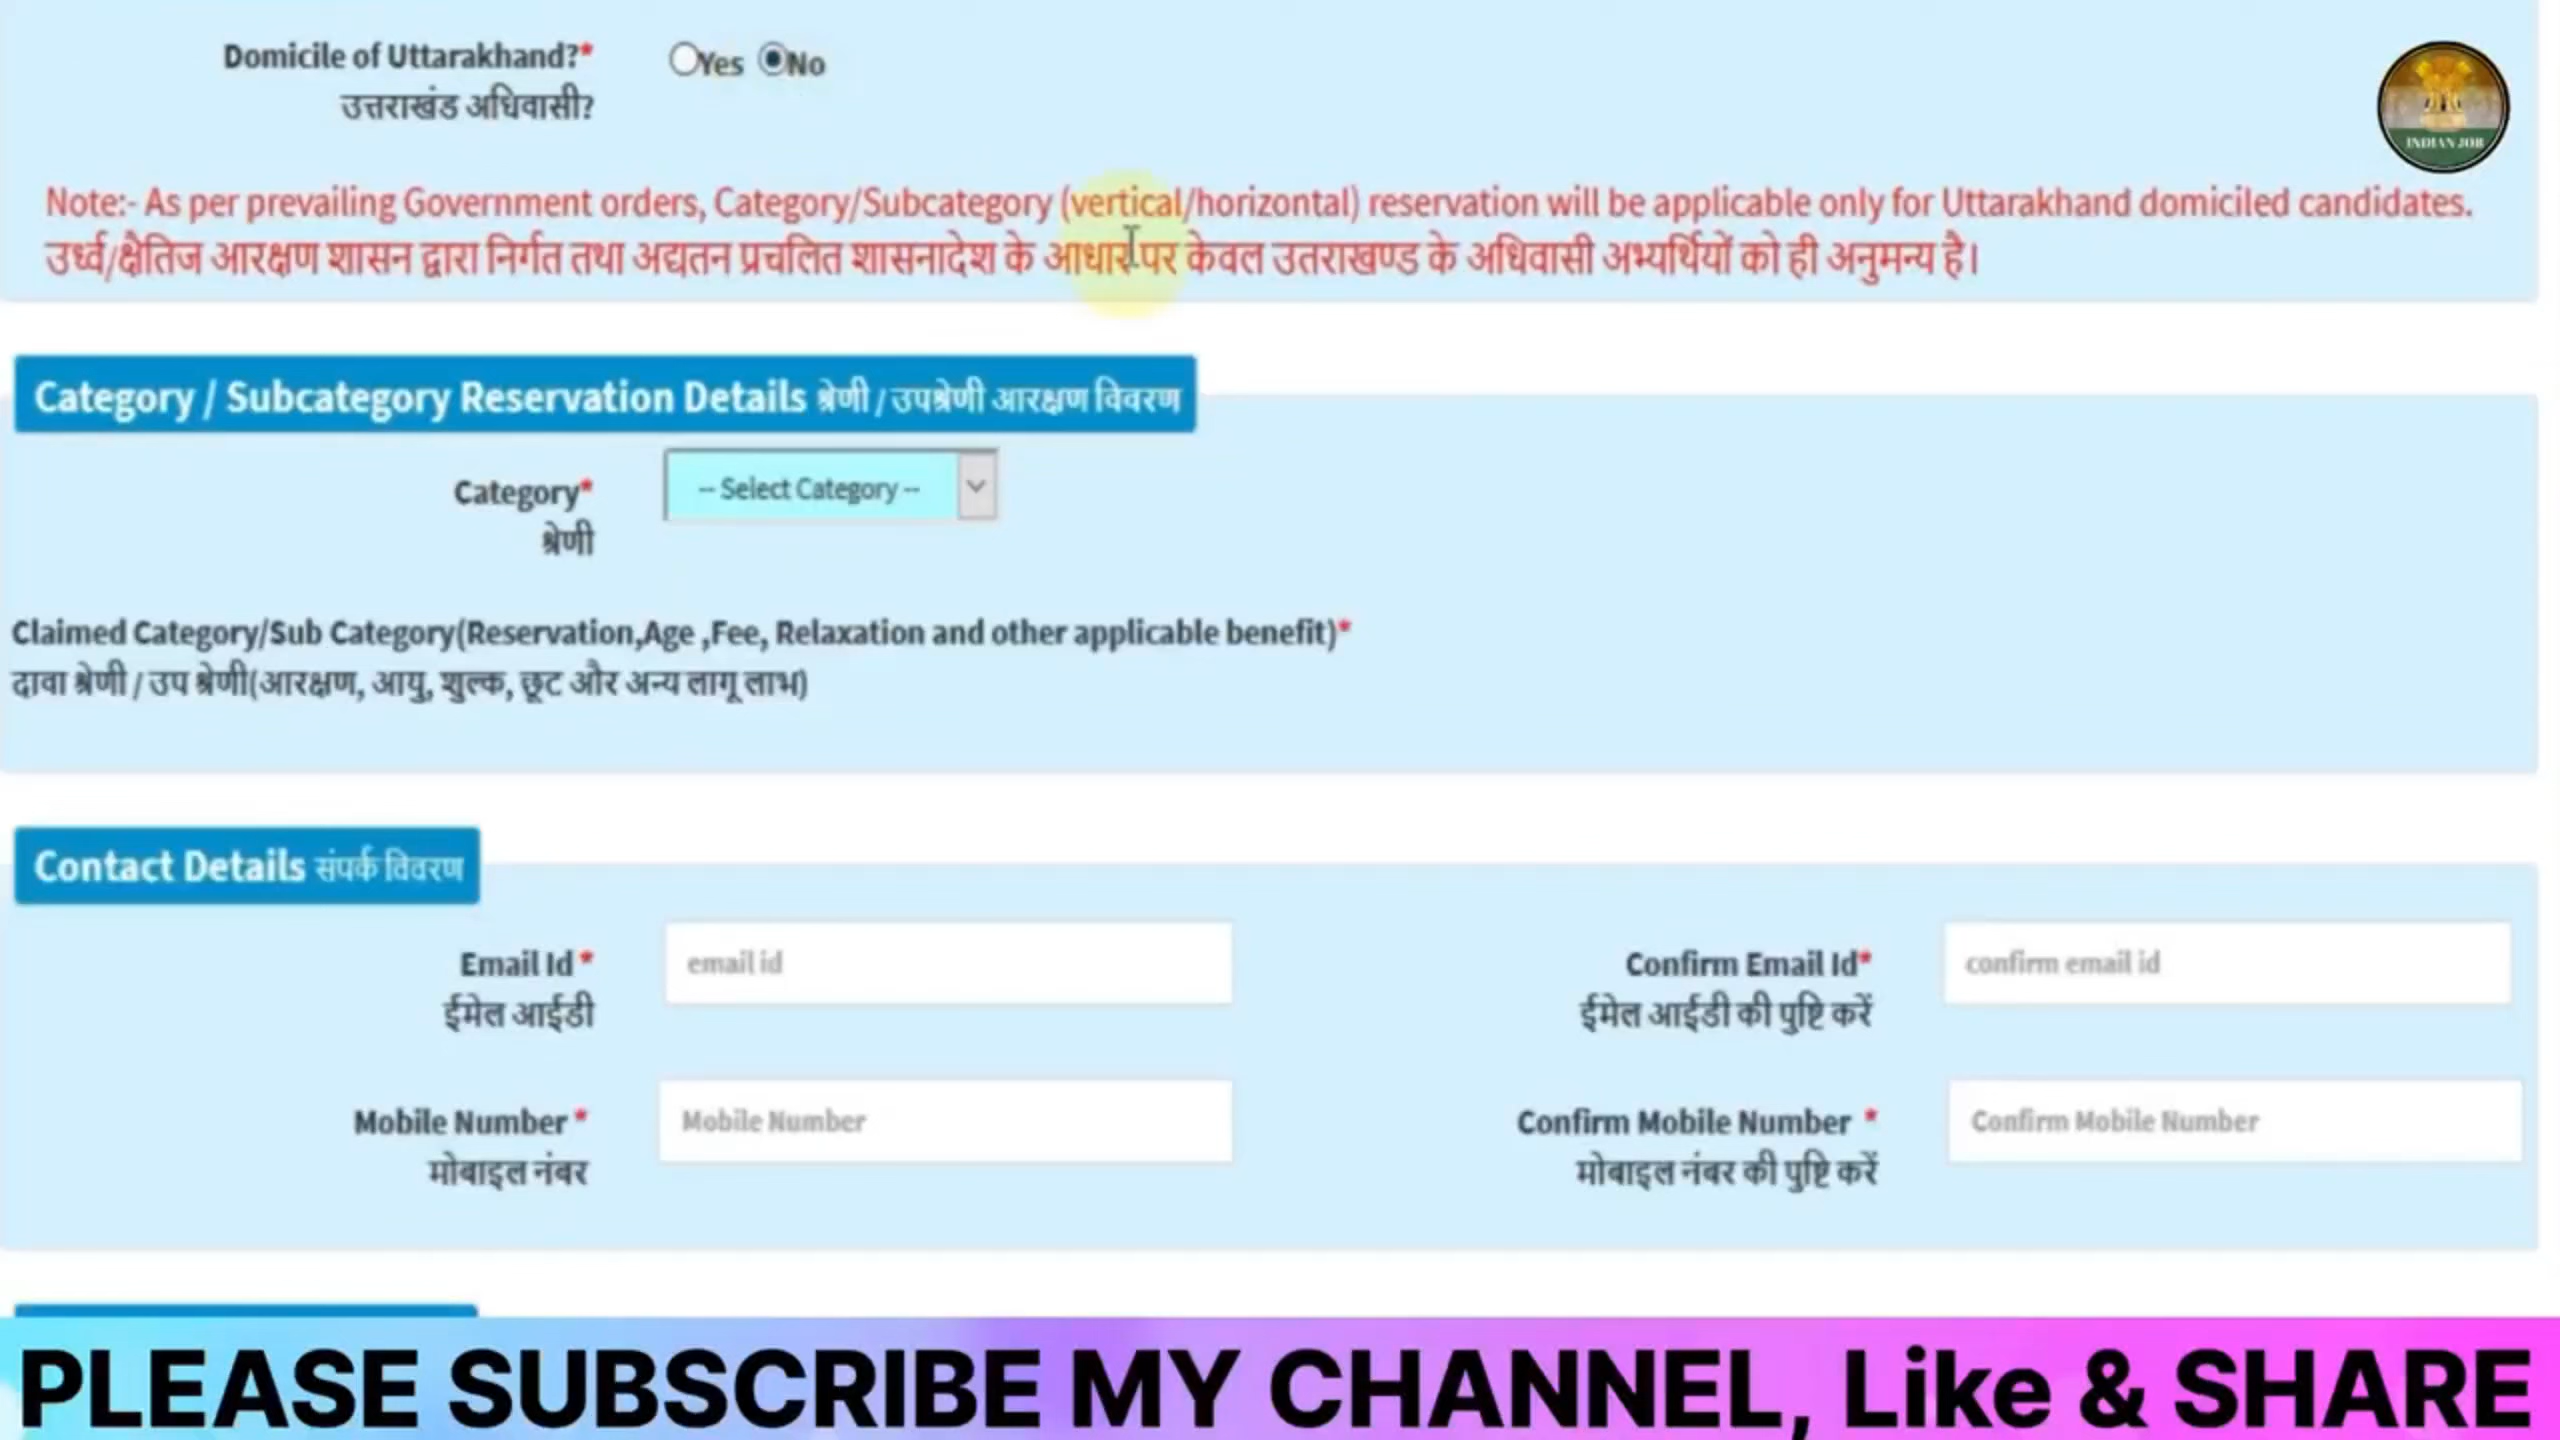 Domicile of Uttarakhand?* Yes No
उत्तराखंड अधिवासी?
INDIAN JOB
Note:- As per prevailing Government orders, Category/Subcategory (vertical/horizontal) reservation will be applicable only for Uttarakhand domiciled candidates.
उर्ध्व/क्षैतिज आरक्षण शासन द्वारा निर्गत तथा अद्यतन प्रचलित शासनादेश के आधार पर केवल उतराखण्ड के अधिवासी अभ्यर्थियों को ही अनुमन्य है।
Category / Subcategory Reservation Details श्रेणी / उपश्रेणी आरक्षण विवरण
Category* -- Select Category --
श्रेणी
Claimed Category/Sub Category(Reservation,Age ,Fee, Relaxation and other applicable benefit)*
दावा श्रेणी / उप श्रेणी(आरक्षण, आयु, शुल्क, छूट और अन्य लागू लाभ)
Contact Details संपर्क विवरण
Email Id * email id Confirm Email Id* confirm email id
ईमेल आईडी ईमेल आईडी की पुष्टि करें
Mobile Number * Mobile Number Confirm Mobile Number * Confirm Mobile Number
मोबाइल नंबर मोबाइल नंबर की पुष्टि करें
PLEASE SUBSCRIBE MY CHANNEL, Like & SHARE